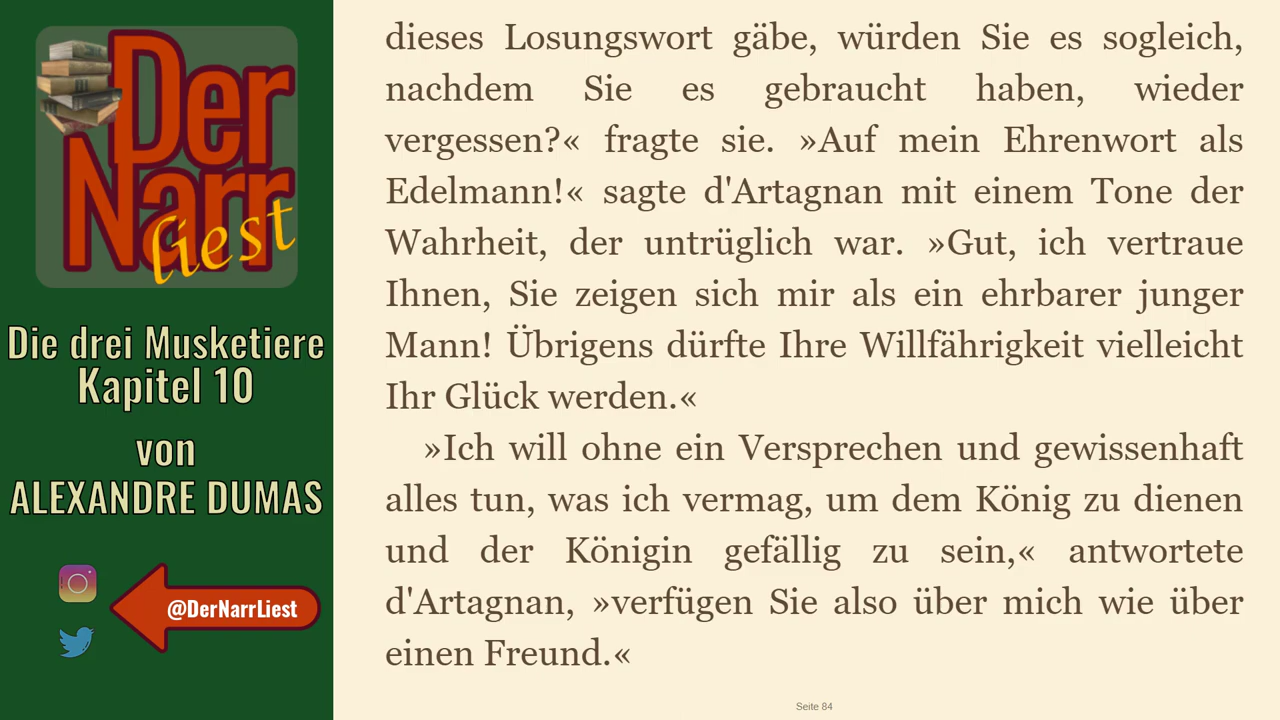 Der
Narr
liest
Die drei Musketiere
Kapitel 10
von
ALEXANDRE DUMAS
@DerNarrLiest
dieses Losungswort gäbe, würden Sie es sogleich,
nachdem Sie es gebraucht haben, wieder
vergessen?« fragte sie. »Auf mein Ehrenwort als
Edelmann!« sagte d'Artagnan mit einem Tone der
Wahrheit, der untrüglich war. »Gut, ich vertraue
Ihnen, Sie zeigen sich mir als ein ehrbarer junger
Mann! Übrigens dürfte Ihre Willfährigkeit vielleicht
Ihr Glück werden.«
»Ich will ohne ein Versprechen und gewissenhaft
alles tun, was ich vermag, um dem König zu dienen
und der Königin gefällig zu sein,« antwortete
d'Artagnan, »verfügen Sie also über mich wie über
einen Freund.«
Seite 84